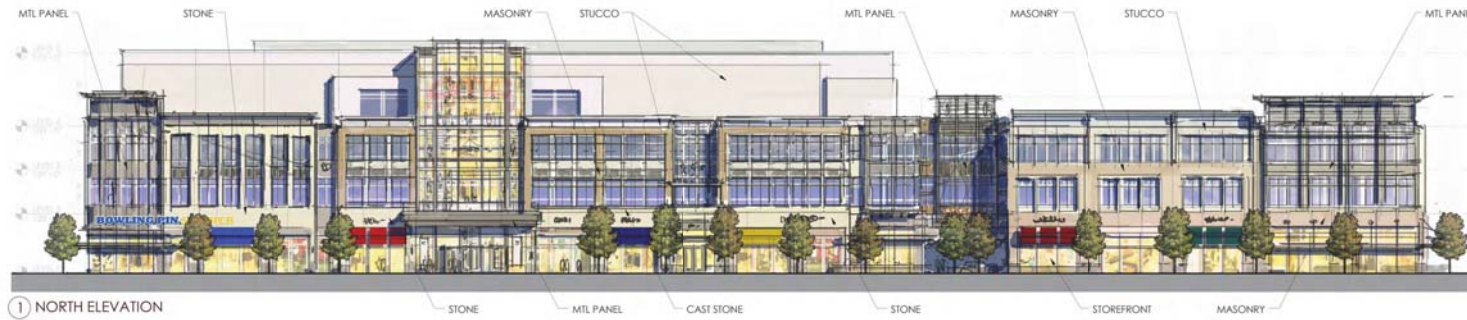 MTL PANEL STONE MASONRY STUCCO MTL PANEL MASONRY STUCCO MTL PANEL
BOWLING PIN
1 NORTH ELEVATION
STONE MTL PANEL CAST STONE STONE STOREFRONT MASONRY